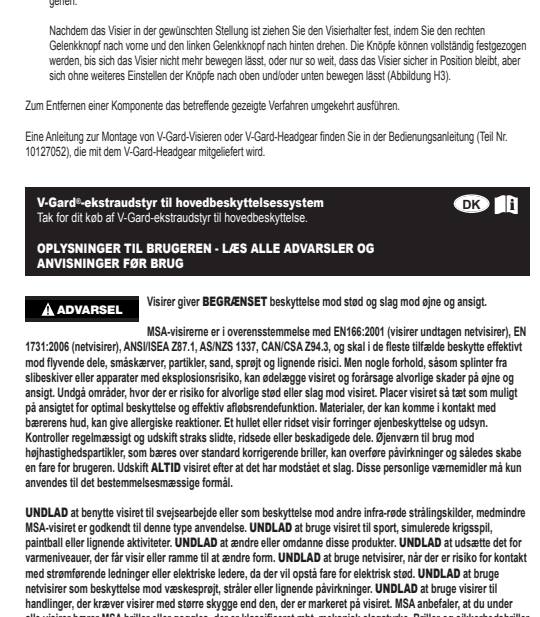 gehen.
Nachdem das Visier in der gewünschten Stellung ist ziehen Sie den Visierhalter fest, indem Sie den rechten
Gelenkknopf nach vorne und den linken Gelenkknopf nach hinten drehen. Die Knöpfe können vollständig festgezogen
werden, bis sich das Visier nicht mehr bewegen lässt, oder nur so weit, dass das Visier sicher in Position bleibt, aber
sich ohne weiteres Einstellen der Knöpfe nach oben und/oder unten bewegen lässt (Abbildung H3).
Zum Entfernen einer Komponente das betreffende gezeigte Verfahren umgekehrt ausführen.
Eine Anleitung zur Montage von V-Gard-Visieren oder V-Gard-Headgear finden Sie in der Bedienungsanleitung (Teil Nr.
10127052), die mit dem V-Gard-Headgear mitgeliefert wird.
V-Gard®-ekstraudstyr til hovedbeskyttelsessystem
Tak for dit køb af V-Gard-ekstraudstyr til hovedbeskyttelse.
DK i
OPLYSNINGER TIL BRUGEREN - LÆS ALLE ADVARSLER OG
ANVISNINGER FØR BRUG
ADVARSEL
Visirer giver BEGRÆNSET beskyttelse mod stød og slag mod øjne og ansigt.
MSA-visirerne er i overensstemmelse med EN166:2001 (visirer undtagen netvisirer), EN
1731:2006 (netvisirer), ANSI/ISEA Z87.1, AS/NZS 1337, CAN/CSA Z94.3, og skal i de fleste tilfælde beskytte effektivt
mod flyvende dele, småskærver, partikler, sand, sprøjt og lignende risici. Men nogle forhold, såsom splinter fra
slibeskiver eller apparater med eksplosionsrisiko, kan ødelægge visiret og forårsage alvorlige skader på øjne og
ansigt. Undgå områder, hvor der er risiko for alvorlige stød eller slag mod visiret. Placer visiret så tæt som muligt
på ansigtet for optimal beskyttelse og effektiv afløbsrendefunktion. Materialer, der kan komme i kontakt med
bærerens hud, kan give allergiske reaktioner. Et hullet eller ridset visir forringer øjenbeskyttelse og udsyn.
Kontroller regelmæssigt og udskift straks slidte, ridsede eller beskadigede dele. Øjenværn til brug mod
højhastighedspartikler, som bæres over standard korrigerende briller, kan overføre påvirkninger og således skabe
en fare for brugeren. Udskift ALTID visiret efter at det har modstået et slag. Disse personlige værnemidler må kun
anvendes til det bestemmelsesmæssige formål.
UNDLAD at benytte visiret til svejsearbejde eller som beskyttelse mod andre infra-røde strålingskilder, medmindre
MSA-visiret er godkendt til denne type anvendelse. UNDLAD at bruge visiret til sport, simulerede krigsspil,
paintball eller lignende aktiviteter. UNDLAD at ændre eller omdanne disse produkter. UNDLAD at udsætte det for
varmeniveauer, der får visir eller ramme til at ændre form. UNDLAD at bruge netvisirer, når der er risiko for kontakt
med strømførende ledninger eller elektriske ledere, da der vil opstå fare for elektrisk stød. UNDLAD at bruge
netvisirer som beskyttelse mod væskesprøjt, stråler eller lignende påvirkninger. UNDLAD at bruge visirer til
handlinger, der kræver visirer med større skygge end den, der er markeret på visiret. MSA anbefaler, at du under